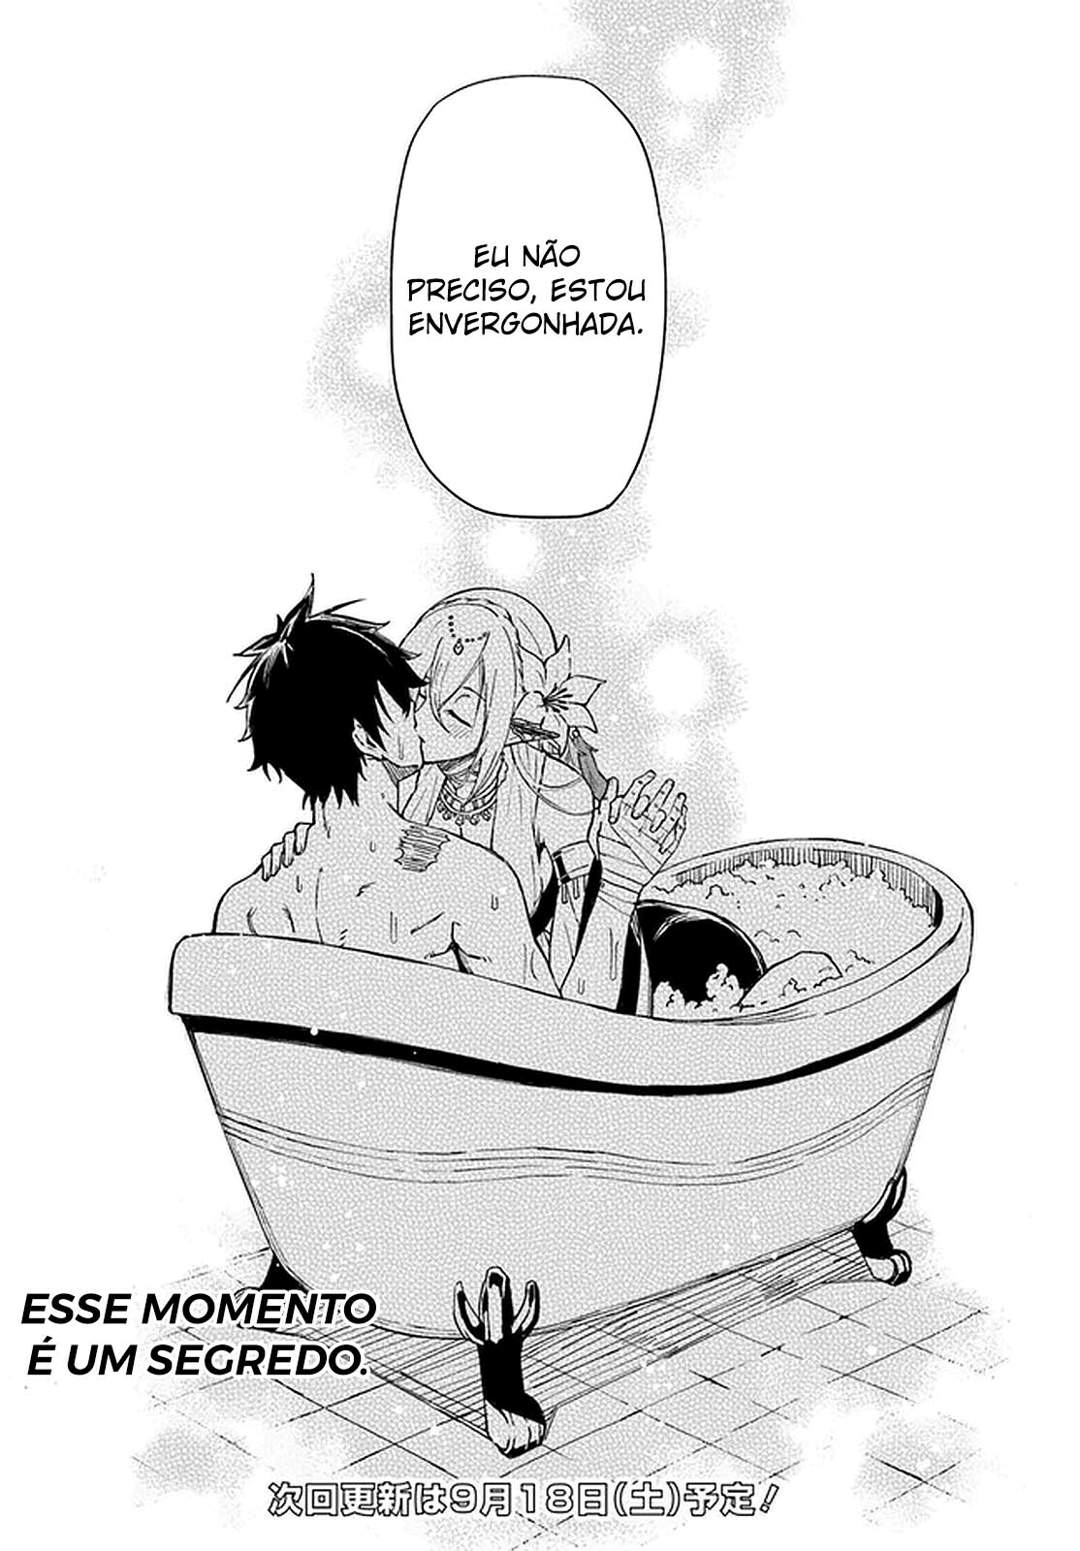 EU NÃO
PRECISO, ESTOU
ENVERGONHADA.
ESSE MOMENTO
É UM SEGREDO.
次回更新は9月18日(土)予定!